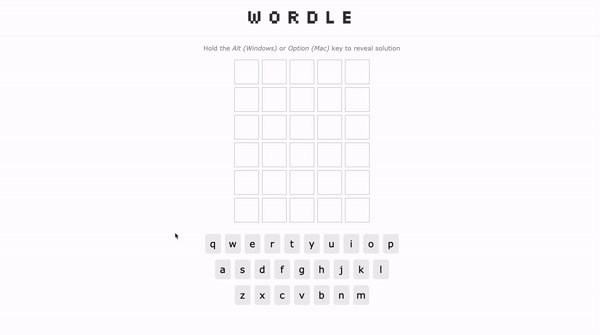 WORDLE
Hold the Alt (Windows) or Option (Mac) key to reveal solution
q w e r t y u i o p
a s d f g h j k l
z x c v b n m